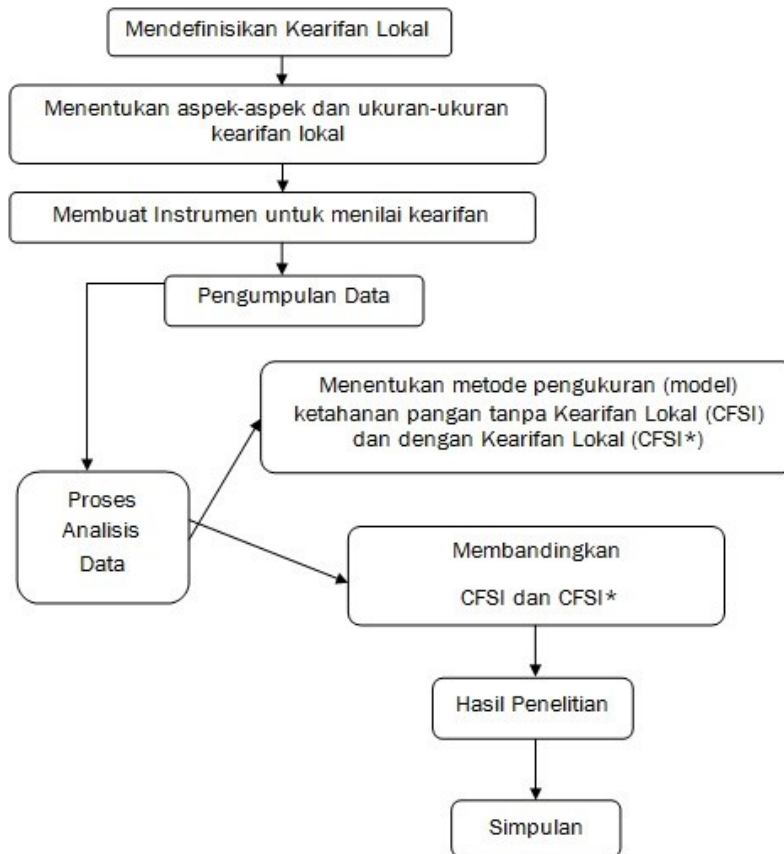 Mendefinisikan Kearifan Lokal
Menentukan aspek-aspek dan ukuran-ukuran
kearifan lokal
Membuat Instrumen untuk menilai kearifan
Pengumpulan Data
Menentukan metode pengukuran (model)
ketahanan pangan tanpa Kearifan Lokal (CFSI)
dan dengan Kearifan Lokal (CFSI*)
Proses
Analisis
Data
Membandingkan
CFSI dan CFSI*
Hasil Penelitian
Simpulan